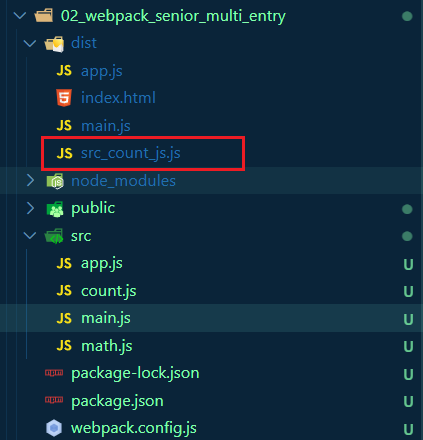 02_webpack_senior_multi_entry
dist
JS app.js
index.html
JS main.js
JS src_count_js.js
node_modules
public
src
JS app.js U
JS count.js U
JS main.js U
JS math.js U
package-lock.json U
package.json U
webpack.config.js U